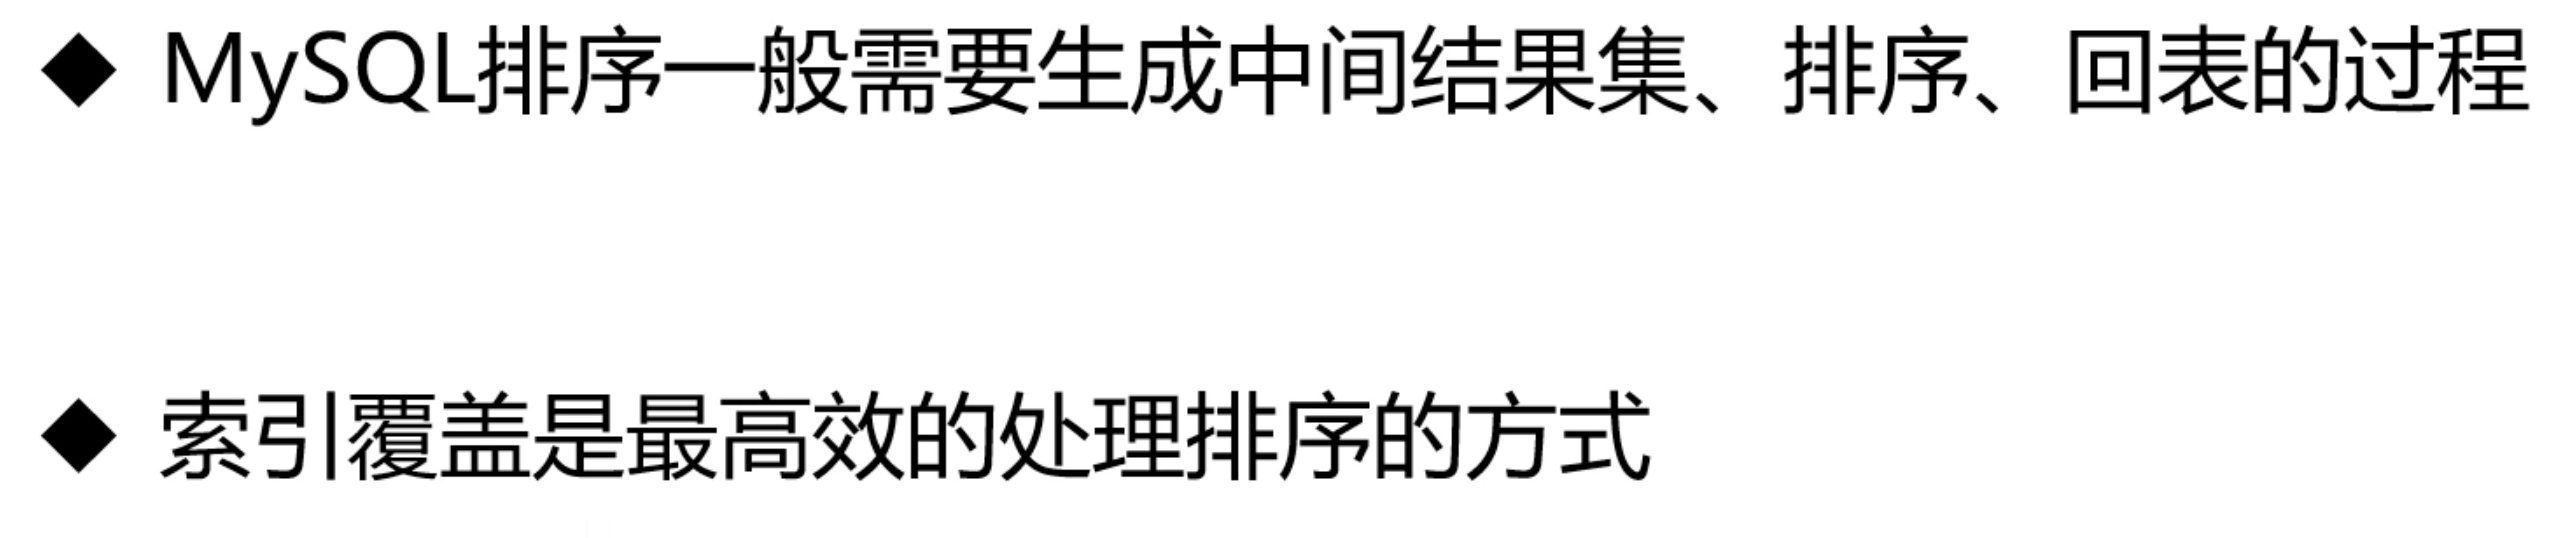 ◆ MySQL排序一般需要生成中间结果集、排序、回表的过程
◆ 索引覆盖是最高效的处理排序的方式